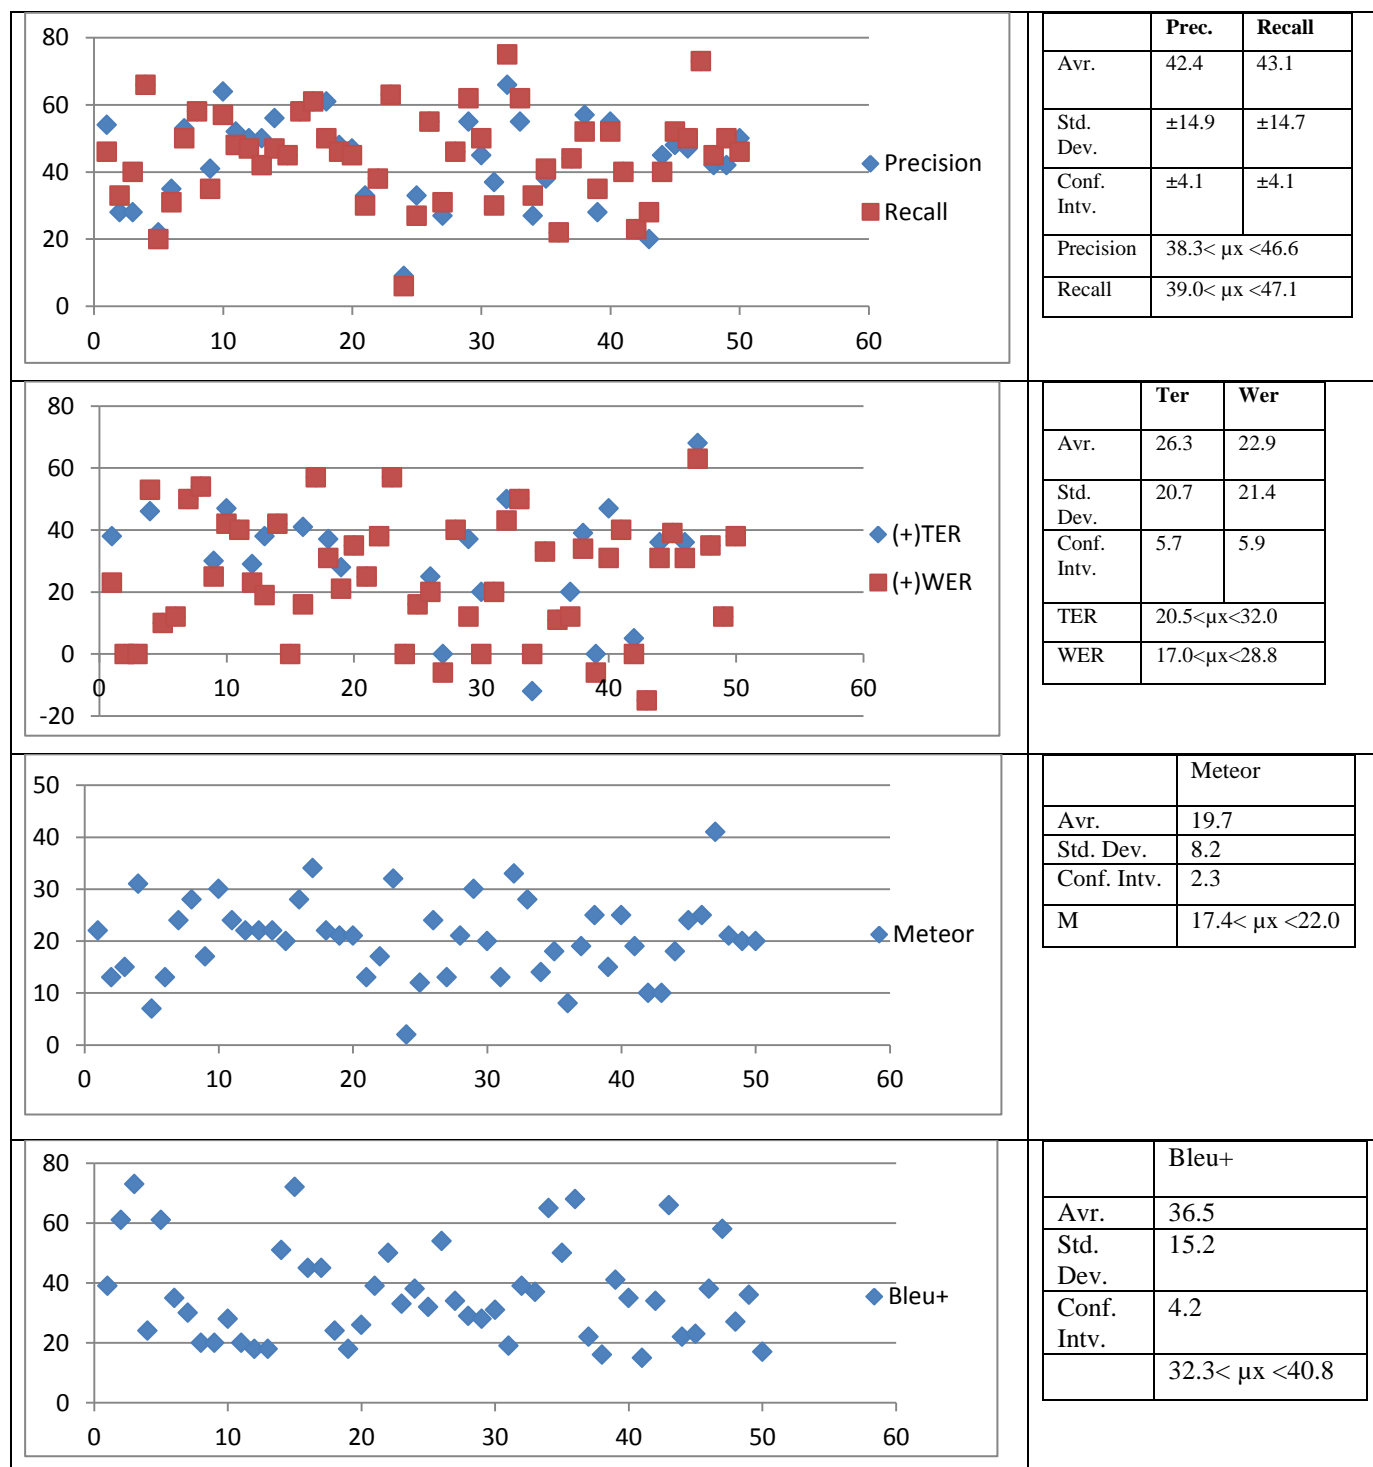 80
60
40
20
0
0 10 20 30 40 50 60
Precision
Recall
Prec. Recall
Avr. 42.4 43.1
Std.
Dev. ±14.9 ±14.7
Conf.
Intv. ±4.1 ±4.1
Precision 38.3< µx <46.6
Recall 39.0< µx <47.1
80
60
40
20
0
-20
0 10 20 30 40 50 60
(+)TER
(+)WER
Ter Wer
Avr. 26.3 22.9
Std.
Dev. 20.7 21.4
Conf.
Intv. 5.7 5.9
TER 20.5<µx<32.0
WER 17.0<µx<28.8
50
40
30
20
10
0
0 10 20 30 40 50 60
Meteor
Meteor
Avr. 19.7
Std. Dev. 8.2
Conf. Intv. 2.3
M 17.4< µx <22.0
80
60
40
20
0
0 10 20 30 40 50 60
Bleu+
Bleu+
Avr. 36.5
Std.
Dev. 15.2
Conf.
Intv. 4.2
32.3< µx <40.8